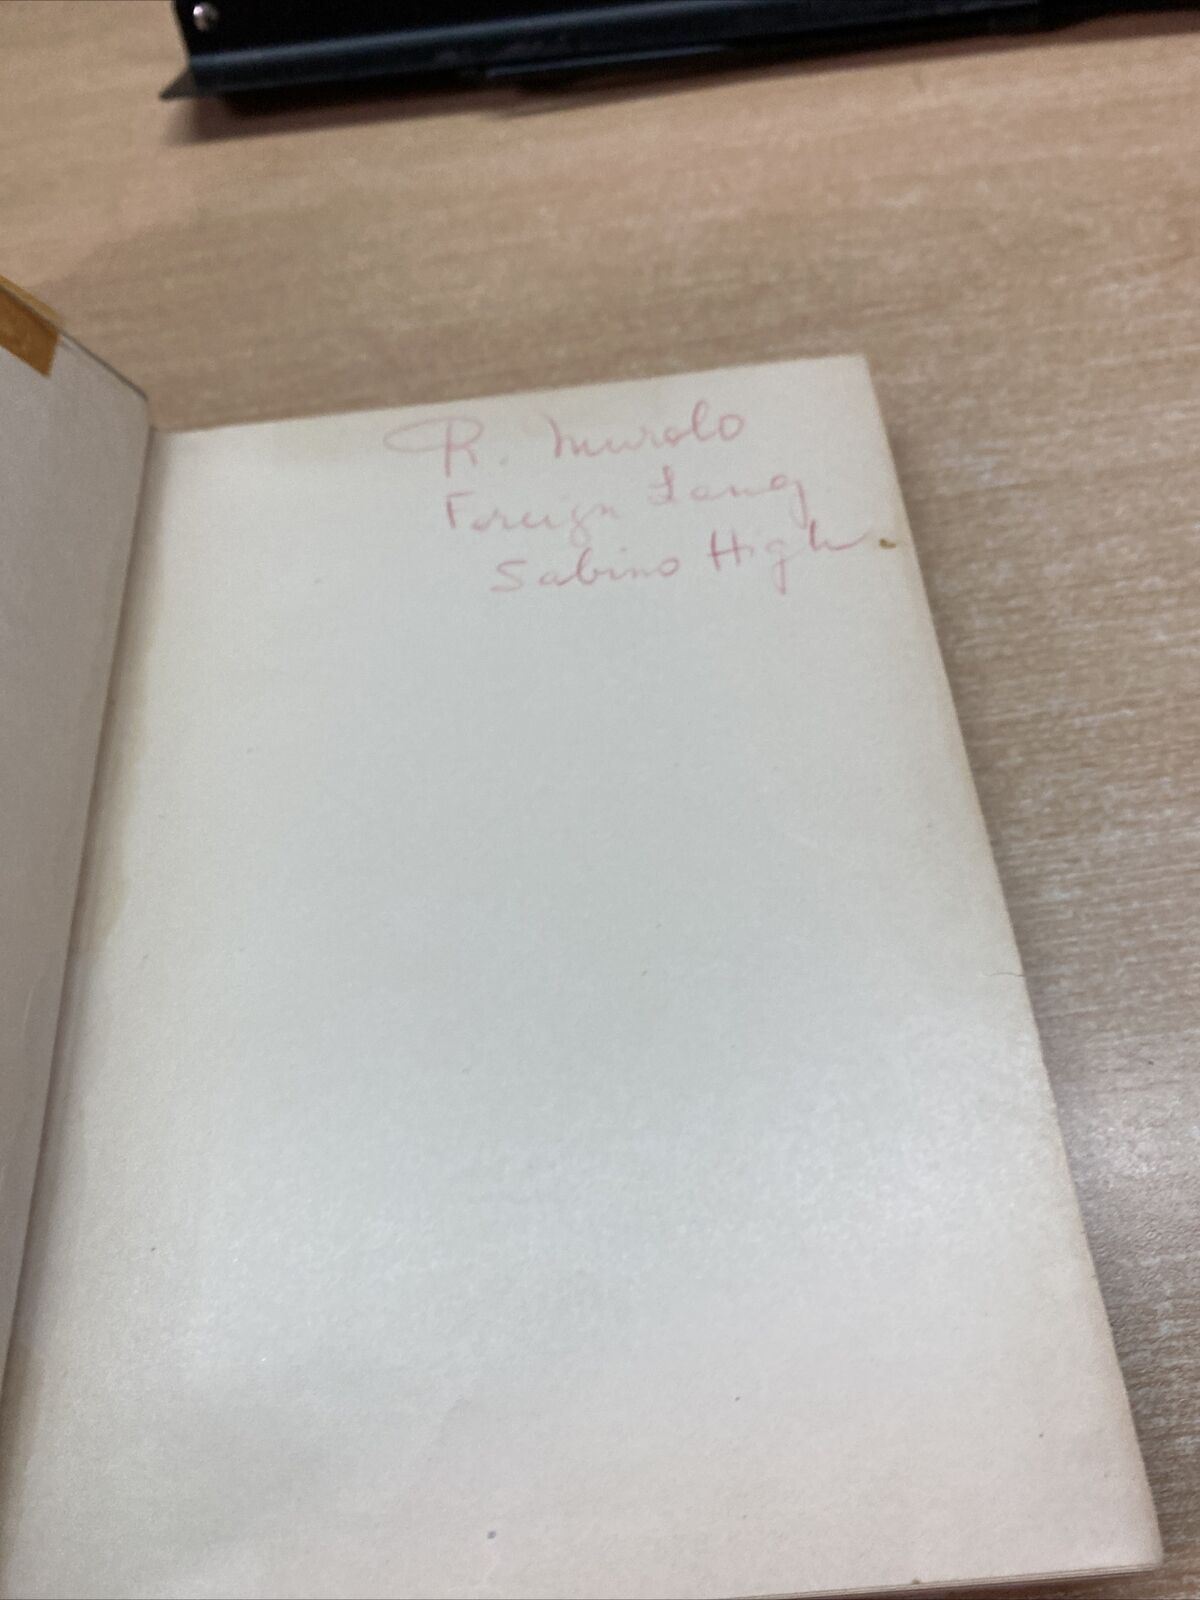 R. Murolo
Foreign Lang
Sabino High